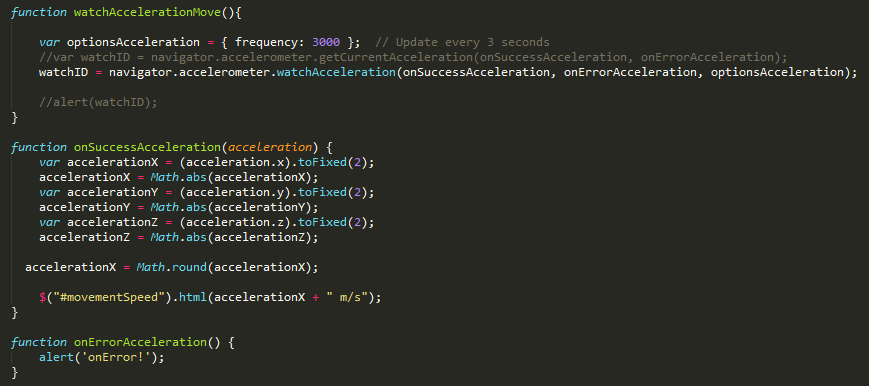 function watchAccelerationMove(){
var optionsAcceleration = { frequency: 3000 };  // Update every 3 seconds
//var watchID = navigator.accelerometer.getCurrentAcceleration(onSuccessAcceleration, onErrorAcceleration);
watchID = navigator.accelerometer.watchAcceleration(onSuccessAcceleration, onErrorAcceleration, optionsAcceleration);
//alert(watchID);
}
function onSuccessAcceleration(acceleration) {
var accelerationX = (acceleration.x).toFixed(2);
accelerationX = Math.abs(accelerationX);
var accelerationY = (acceleration.y).toFixed(2);
accelerationY = Math.abs(accelerationY);
var accelerationZ = (acceleration.z).toFixed(2);
accelerationZ = Math.abs(accelerationZ);
accelerationX = Math.round(accelerationX);
$("#movementSpeed").html(accelerationX + " m/s");
}
function onErrorAcceleration() {
alert('onError!');
}